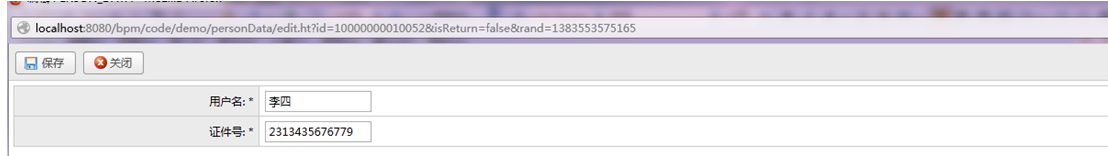 localhost:8080/bpm/code/demo/personData/edit.ht?id=10000000010052&isReturn=false&rand=1383553575165
保存 关闭
用户名: * 李四
证件号: * 2313435676779